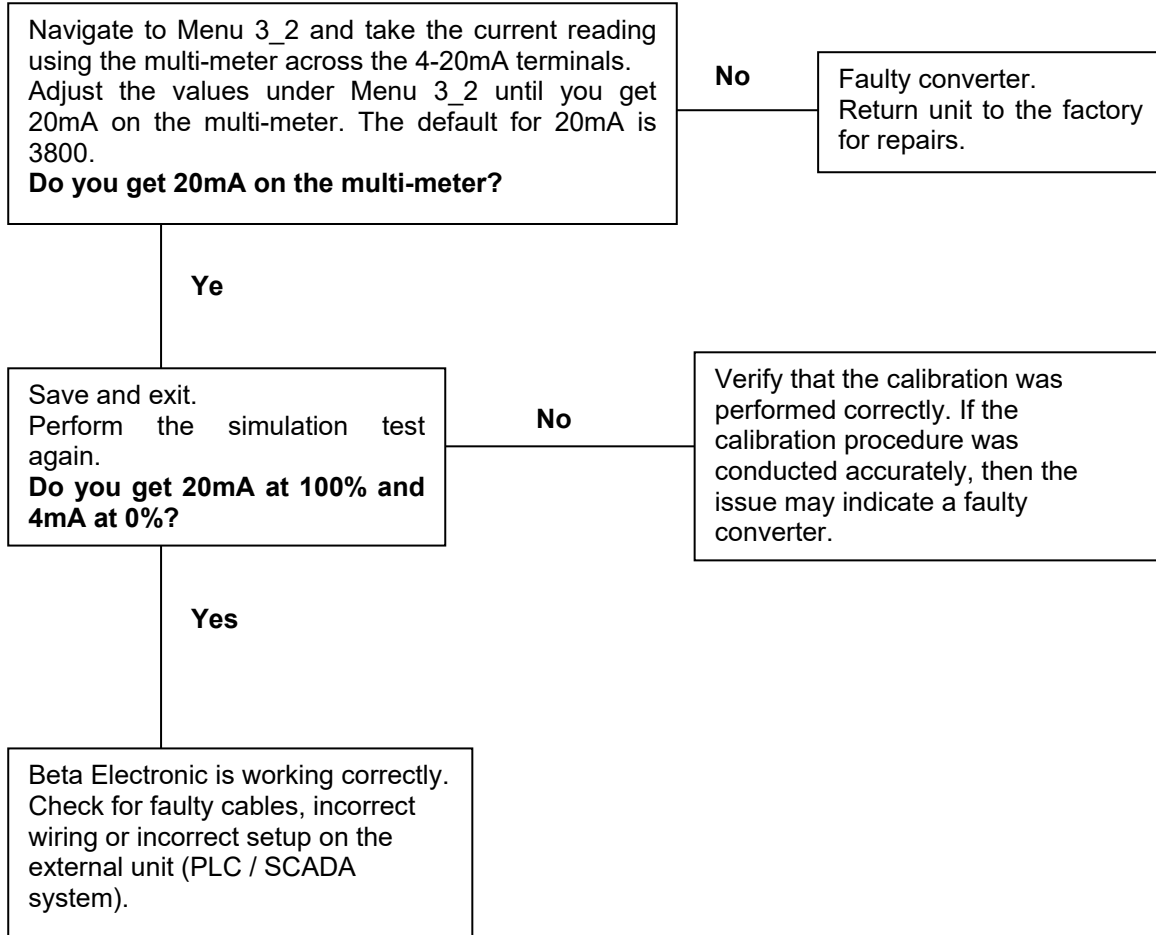 Navigate to Menu 3_2 and take the current reading
using the multi-meter across the 4-20mA terminals.
Adjust the values under Menu 3_2 until you get
20mA on the multi-meter. The default for 20mA is
3800.
Do you get 20mA on the multi-meter?
No
Faulty converter.
Return unit to the factory
for repairs.
Ye
Save and exit.
Perform the simulation test
again.
Do you get 20mA at 100% and
4mA at 0%?
No
Verify that the calibration was
performed correctly. If the
calibration procedure was
conducted accurately, then the
issue may indicate a faulty
converter.
Yes
Beta Electronic is working correctly.
Check for faulty cables, incorrect
wiring or incorrect setup on the
external unit (PLC / SCADA
system).